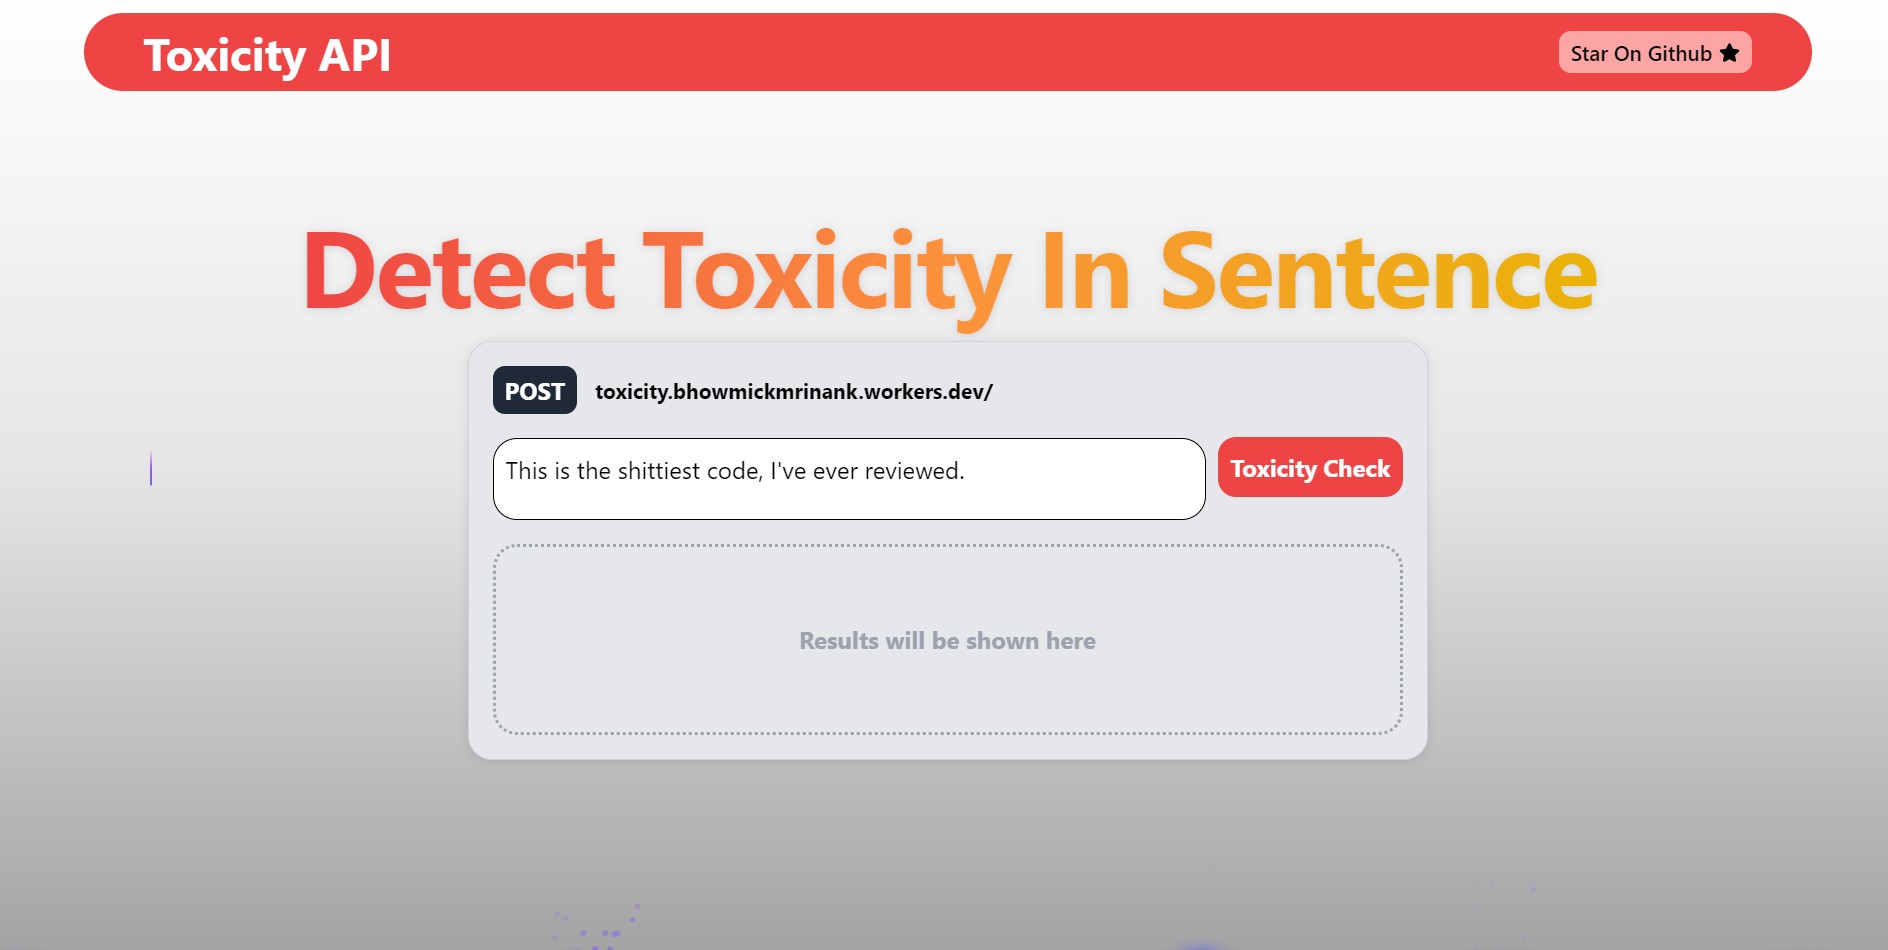 Toxicity API
Star On Github
Detect Toxicity In Sentence
POST toxicity.bhowmickmrinank.workers.dev/
This is the shittiest code, I've ever reviewed.
Toxicity Check
Results will be shown here